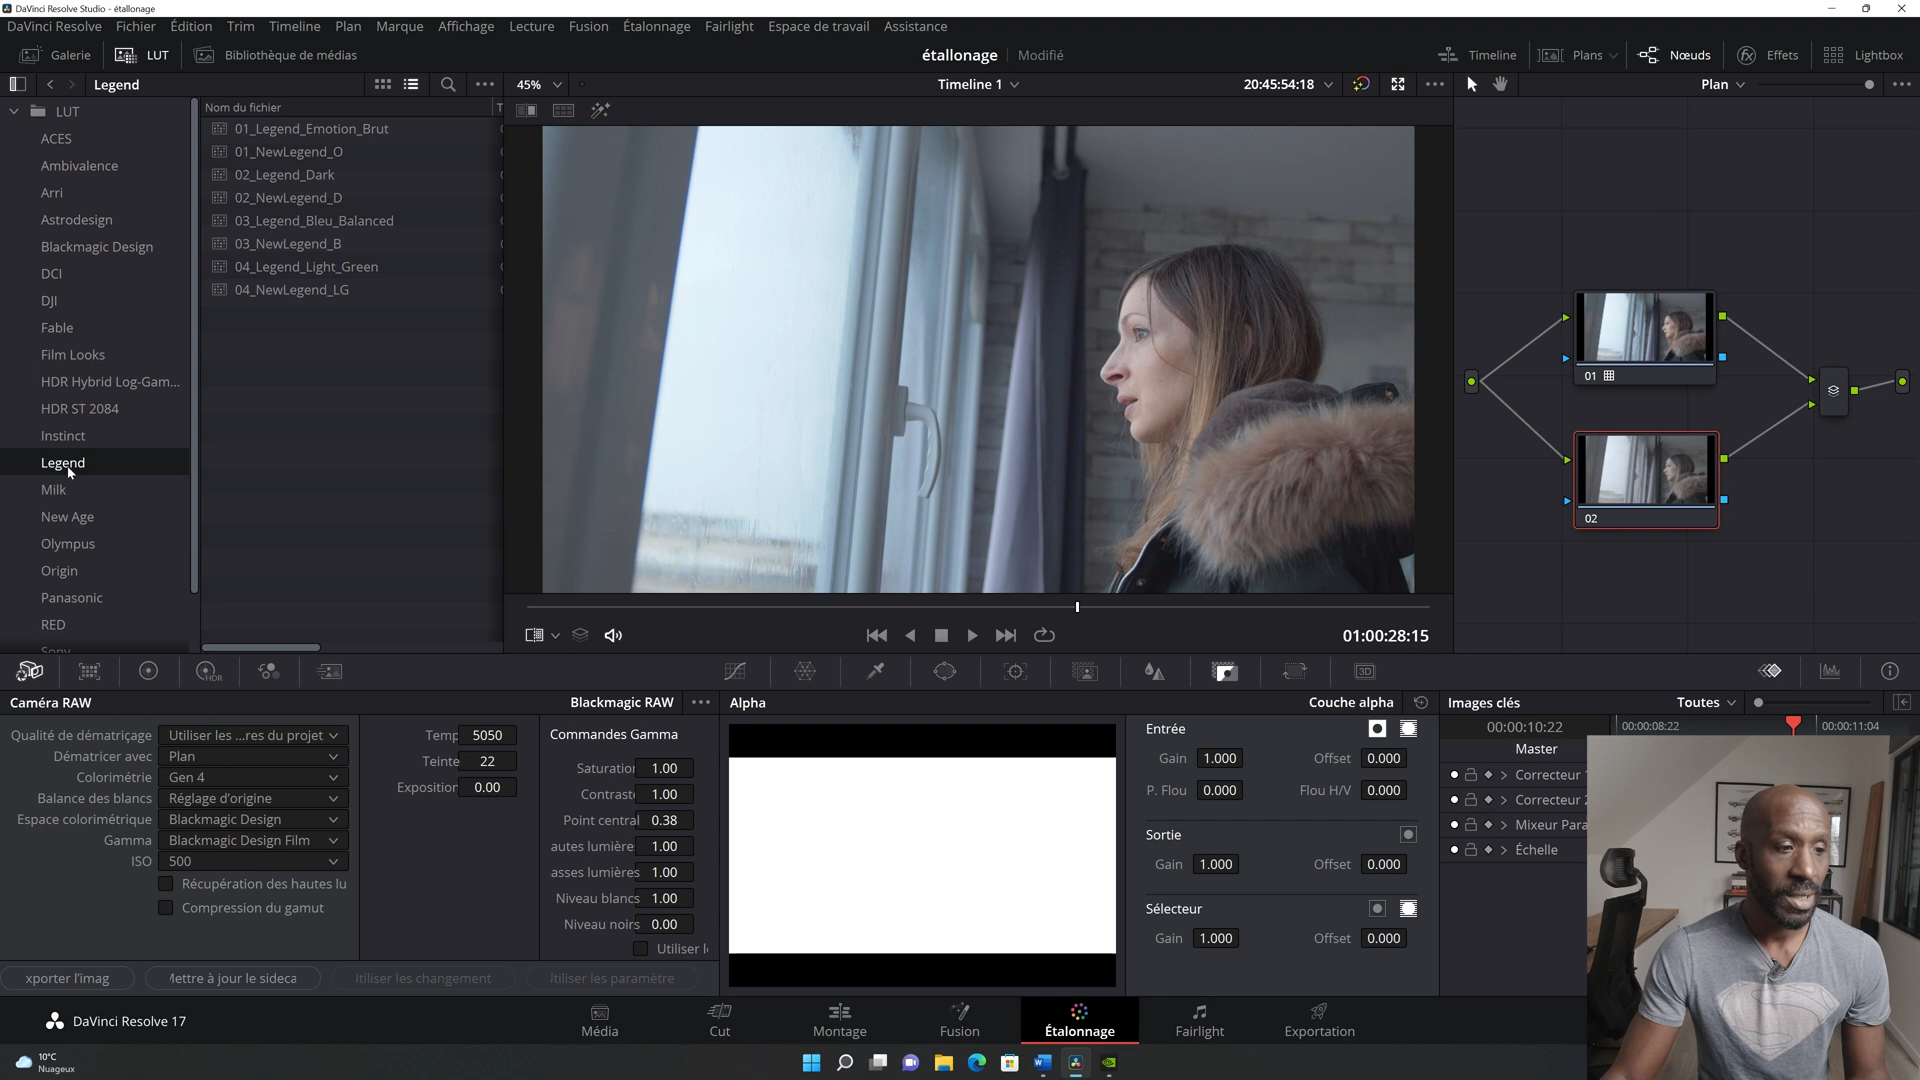 DaVinci Resolve Studio - étallonage
DaVinci Resolve Fichier Édition Trim Timeline Plan Marque Affichage Lecture Fusion Étalonnage Fairlight Espace de travail Assistance
Galerie LUT Bibliothèque de médias étallonage Modifié Timeline Plans Nœuds Effets Lightbox
Legend 45% Timeline 1 20:45:54:18 Plan
LUT
ACES
Ambivalence
Arri
Astrodesign
Blackmagic Design
DCI
DJI
Fable
Film Looks
HDR Hybrid Log-Gam...
HDR ST 2084
Instinct
Legend
Milk
New Age
Olympus
Origin
Panasonic
RED
Sony
Nom du fichier T
01_Legend_Emotion_Brut
01_NewLegend_O
02_Legend_Dark
02_NewLegend_D
03_Legend_Bleu_Balanced
03_NewLegend_B
04_Legend_Light_Green
04_NewLegend_LG
01
02
01:00:28:15
HDR
3D
Caméra RAW Blackmagic RAW
Qualité de dématriçage Utiliser les ...res du projet
Dématricer avec Plan
Colorimétrie Gen 4
Balance des blancs Réglage d'origine
Espace colorimétrique Blackmagic Design
Gamma Blackmagic Design Film
ISO 500
Récupération des hautes lu
Compression du gamut
Temp 5050
Teinte 22
Exposition 0.00
Commandes Gamma
Saturation 1.00
Contraste 1.00
Point central 0.38
autes lumière 1.00
asses lumières 1.00
Niveau blancs 1.00
Niveau noirs 0.00
Utiliser l
xporter l'imag
Mettre à jour le sideca
Itiliser les changement
Itiliser les paramètre
Alpha Couche alpha
Entrée
Gain 1.000 Offset 0.000
P. Flou 0.000 Flou H/V 0.000
Sortie
Gain 1.000 Offset 0.000
Sélecteur
Gain 1.000 Offset 0.000
Images clés Toutes
00:00:10:22 00:00:08:22 00:00:11:04
Master
Correcteur 1
Correcteur 2
Mixeur Para
Échelle
DaVinci Resolve 17
Média Cut Montage Fusion Étalonnage Fairlight Exportation
10°C
Nuageux